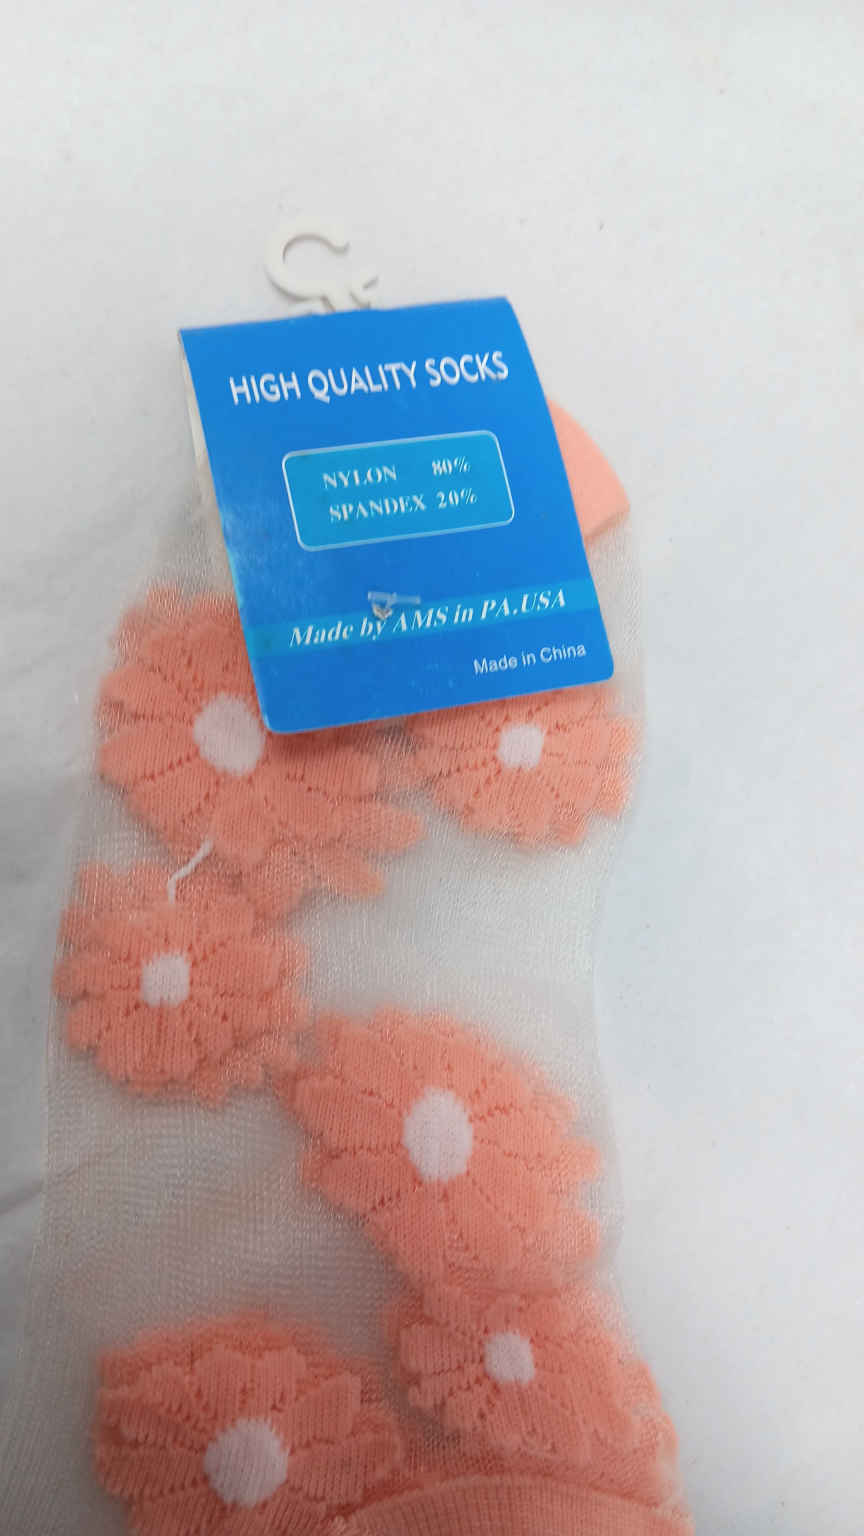 HIGH QUALITY SOCKS
NYLON 80%
SPANDEX 20%
Made by AMS in PA.USA
Made in China